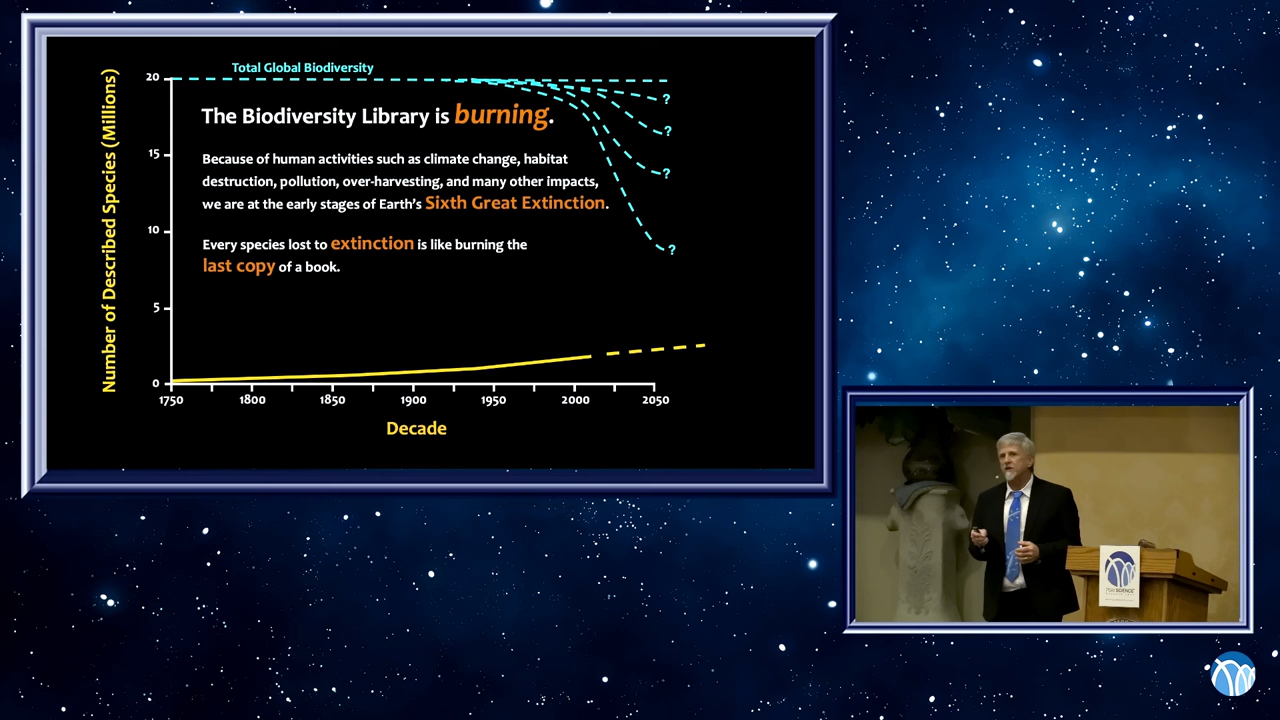 Total Global Biodiversity
The Biodiversity Library is burning.
Because of human activities such as climate change, habitat
destruction, pollution, over-harvesting, and many other impacts,
we are at the early stages of Earth's Sixth Great Extinction.
Every species lost to extinction is like burning the
last copy of a book.
Number of Described Species (Millions)
20
15
10
5
0
?
?
?
?
1750 1800 1850 1900 1950 2000 2050
Decade
SCIENCE